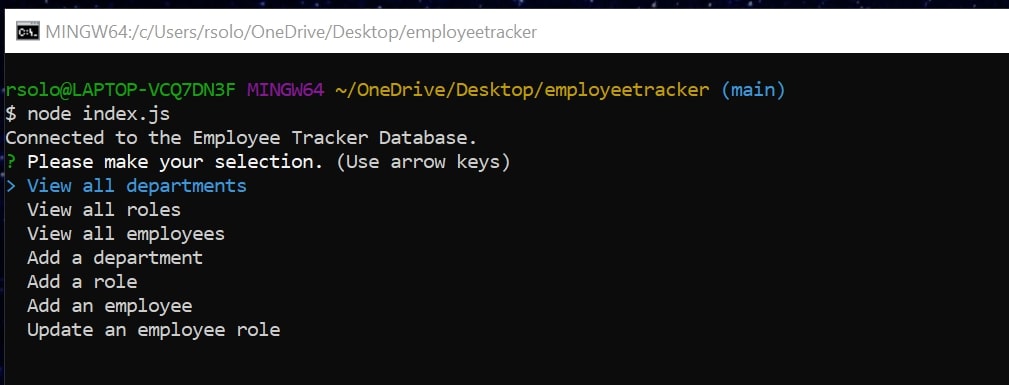 MINGW64:/c/Users/rsolo/OneDrive/Desktop/employeetracker
rsolo@LAPTOP-VCQ7DN3F MINGW64 ~/OneDrive/Desktop/employeetracker (main)
$ node index.js
Connected to the Employee Tracker Database.
? Please make your selection. (Use arrow keys)
> View all departments
View all roles
View all employees
Add a department
Add a role
Add an employee
Update an employee role